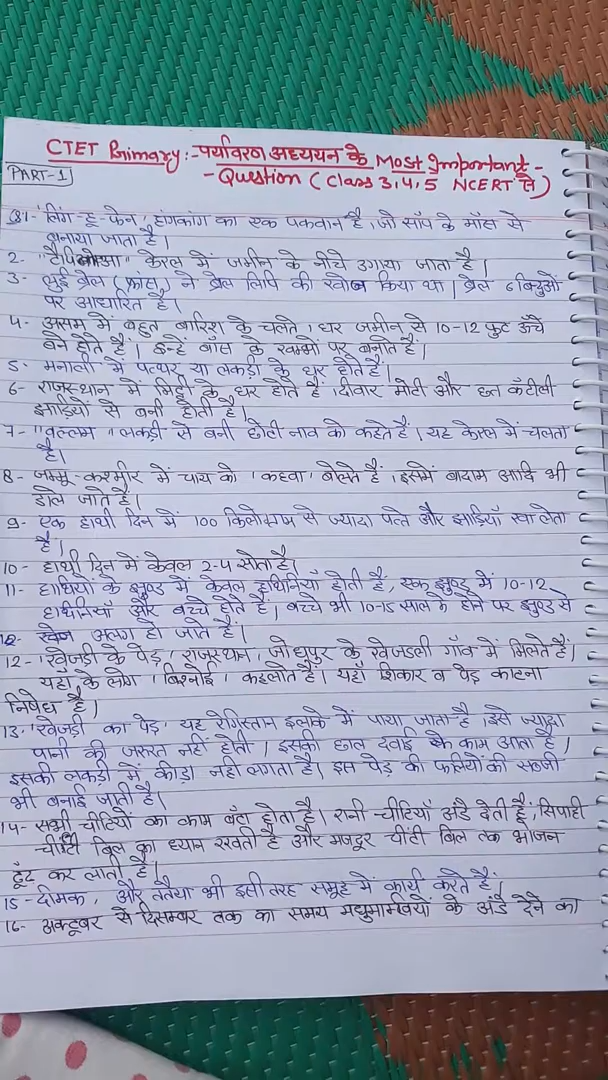 CTET Primary:- पर्यावरण अध्ययन के Most Important -
PART-1
- Question (Class 3,4,5 NCERT से)
Q1- 'लिंग-हू-फेन', हंणकांग का एक पकवान है, जो साँप के माँस से
बनाया जाता है।
2- "टैपिओका" केरल में जमीन के नीचे उगाया जाता है।
3- लुई ब्रेल (फ्रांस) ने ब्रेल लिपि की खोज किया था। ब्रेल 6 बिंदुओं
पर आधारित है।
4- असम में बहुत बारिश के चलते, घर जमीन से 10-12 फुट ऊँचे
बने होते हैं। इन्हें बाँस के खम्भों पर बनाते हैं।
5- मनाली में पत्थर या लकड़ी के घर होते हैं।
6- राजस्थान में मिट्टी के घर होते हैं। दीवार मोटी और छत कँटीली
झाड़ियों से बनी होती है।
7- "वल्लम" लकड़ी से बनी छोटी नाव को कहते हैं। यह केरल में चलता
है।
8- जम्मू-कश्मीर में चाय को 'कहवा' बोलते हैं। इसमें बादाम आदि भी
डाले जाते हैं।
9- एक हाथी दिन में 100 किलोग्राम से ज्यादा पत्ते और झाड़ियाँ खा लेता
है।
10- हाथी दिन में केवल 2-4 सोता है।
11- हाथियों के झुण्ड में केवल हथिनियाँ होती हैं, एक झुण्ड में 10-12
हाथिनियाँ और बच्चे होते हैं। बच्चे भी 10-15 साल के होने पर झुण्ड से
12- अलग हो जाते हैं।
12- 'खेजड़ी के पेड़', राजस्थान, जोधपुर के खेजडली गाँव में मिलते हैं।
यहाँ के लोग 'बिश्नोई' कहलाते हैं। यहाँ शिकार व पेड़ काटना
निषेध है।
13- 'खेजड़ी का पेड़' यह रेगिस्तान इलाके में पाया जाता है। इसे ज्यादा
पानी की जरुरत नहीं होती। इसकी छाल दवाई के काम आता है।
इसकी लकड़ी में कीड़ा नहीं लगता है। इस पेड़ की फलियों की सब्जी
भी बनाई जाती है।
14- सभी चींटियों का काम बँटा होता है। रानी चींटियाँ अंडे देती हैं, सिपाही
चींटी बिल का ध्यान रखती है और मजदूर चींटी बिल तक भोजन
ढूँढ कर लाती है।
15- दीमक, और ततैया भी इसी तरह समूह में कार्य करते हैं।
16- अक्टूबर से दिसम्बर तक का समय मधुमक्खियों के अंडे देने का